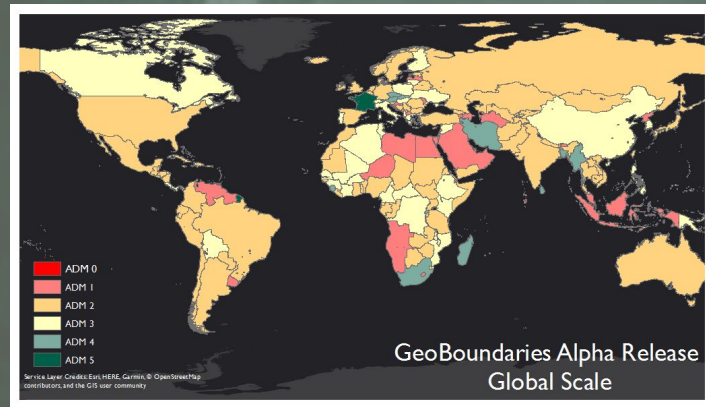 ADM 0
ADM 1
ADM 2
ADM 3
ADM 4
ADM 5
GeoBoundaries Alpha Release
Global Scale
Service Layer Credits: Esri, HERE, Garmin, © OpenStreetMap
contributors, and the GIS user community